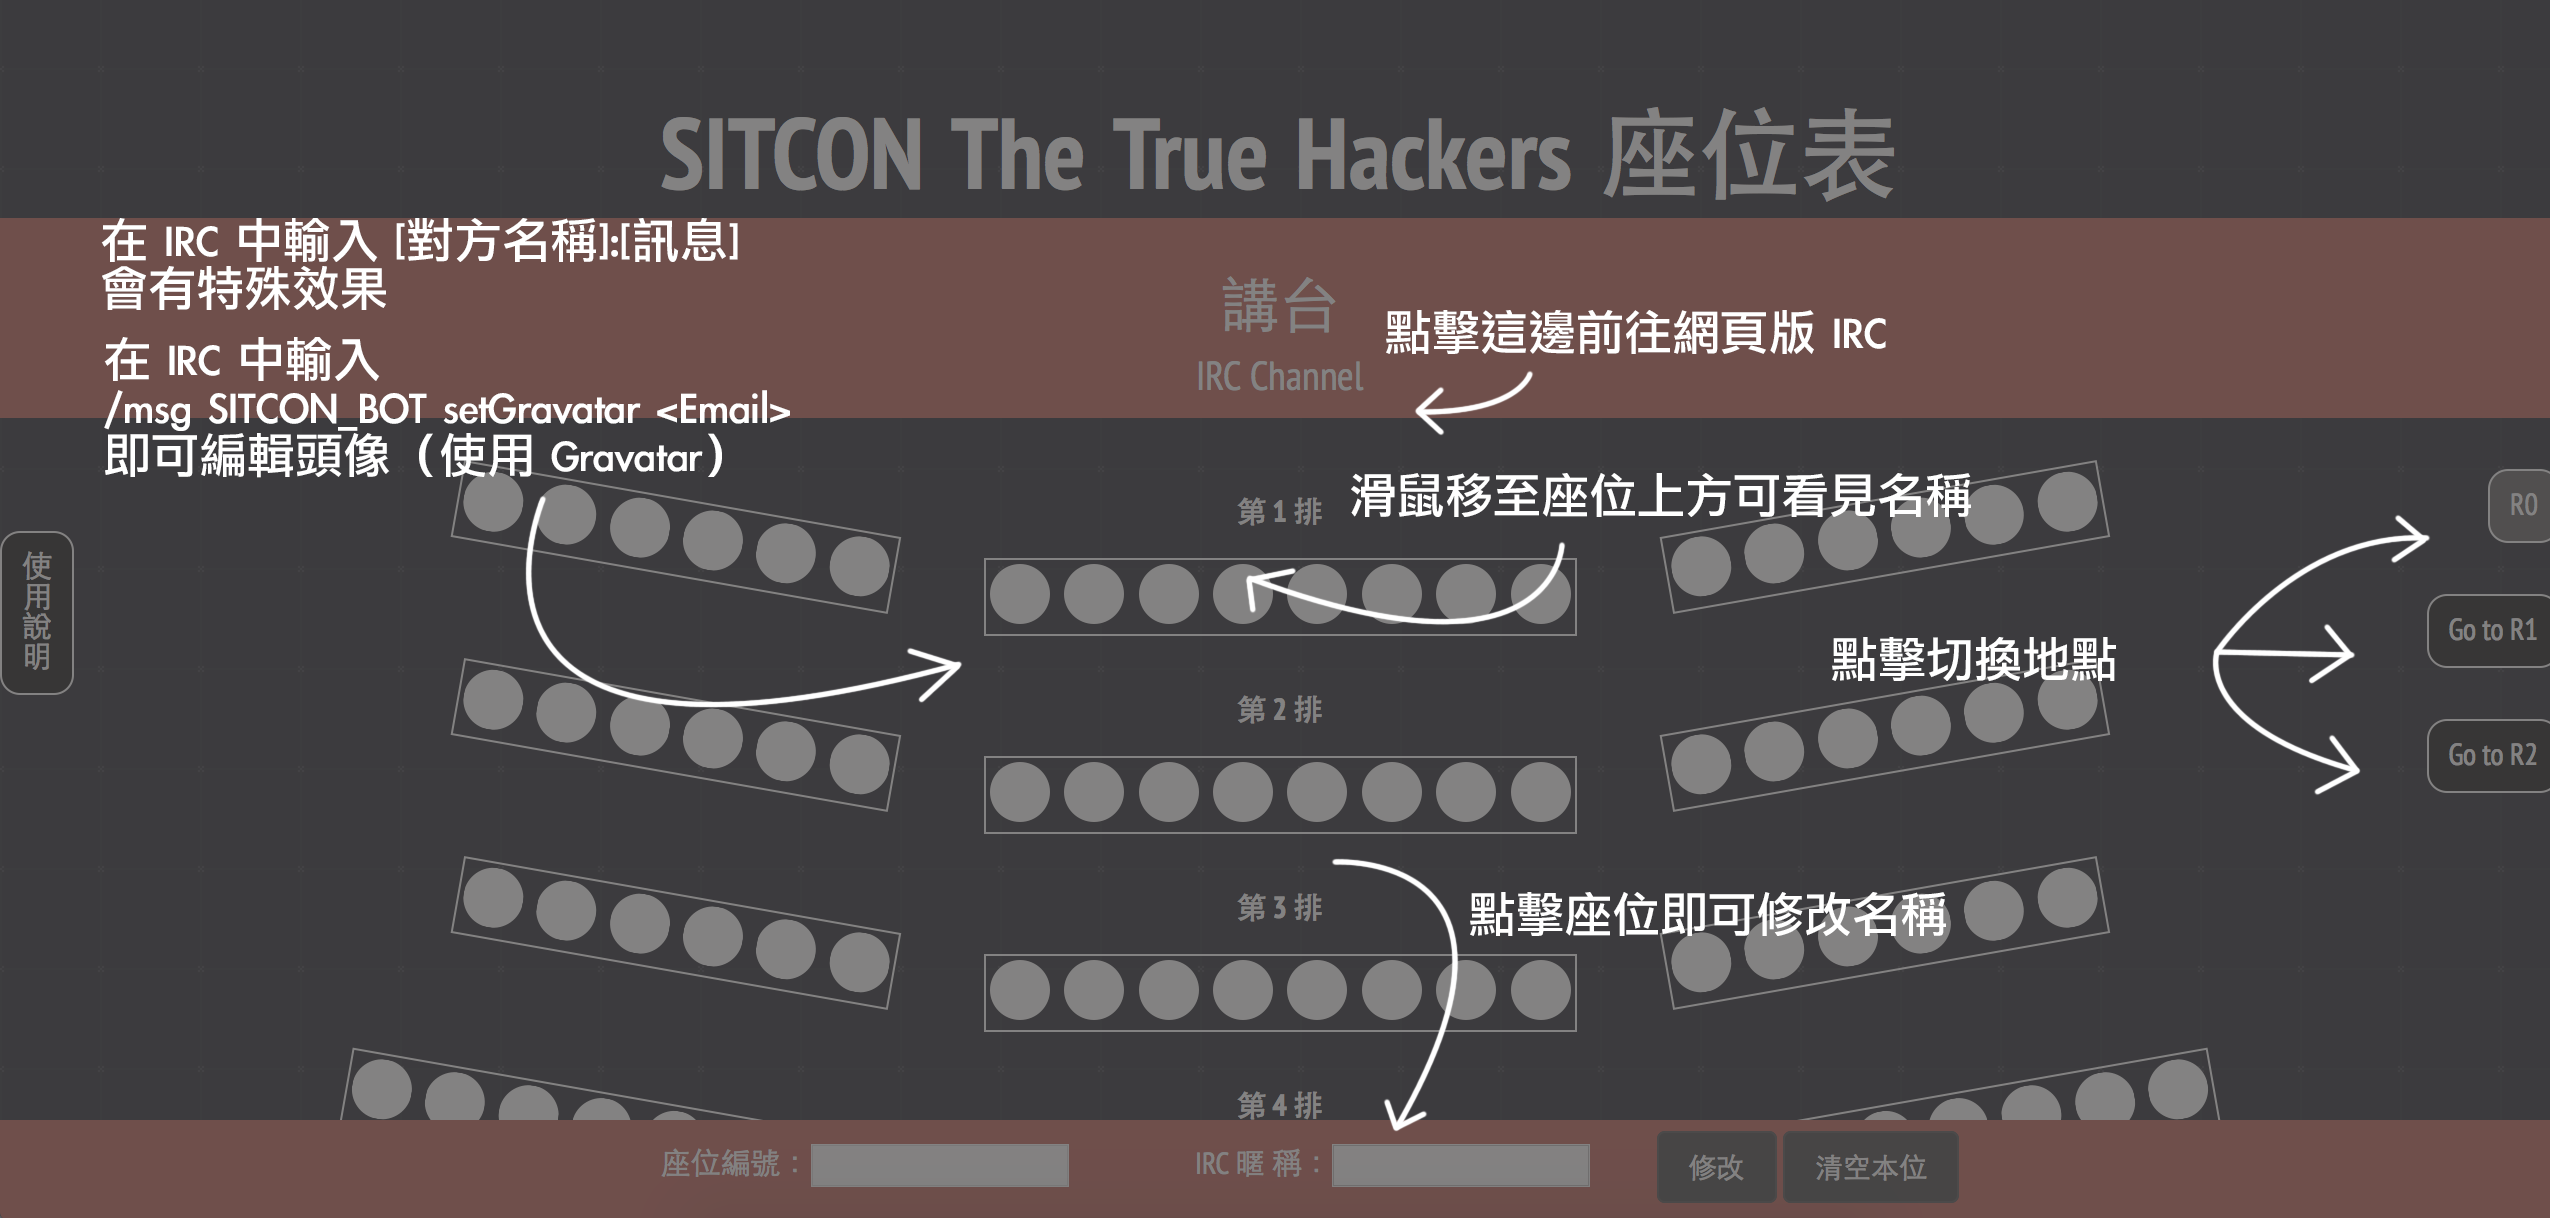 SITCON The True Hackers 座位表
在 IRC 中輸入 [對方名稱]:[訊息]
會有特殊效果
在 IRC 中輸入
/msg SITCON_BOT setGravatar <Email>
即可編輯頭像（使用 Gravatar）
講台
IRC Channel
點擊這邊前往網頁版 IRC
滑鼠移至座位上方可看見名稱
第 1 排
使用說明
R0
Go to R1
Go to R2
點擊切換地點
第 2 排
第 3 排
點擊座位即可修改名稱
第 4 排
座位編號：
IRC 暱 稱：
修改
清空本位